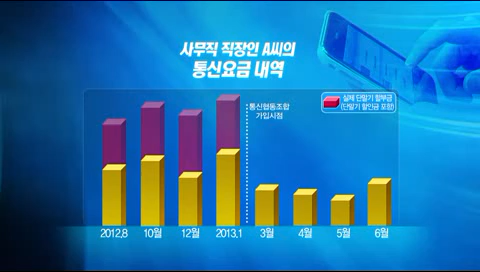 사무직 직장인 A씨의
통신요금 내역
통신협동조합
가입시점
실제 단말기 할부금
(단말기 할인금 포함)
2012,8 10월 12월 2013,1 3월 4월 5월 6월